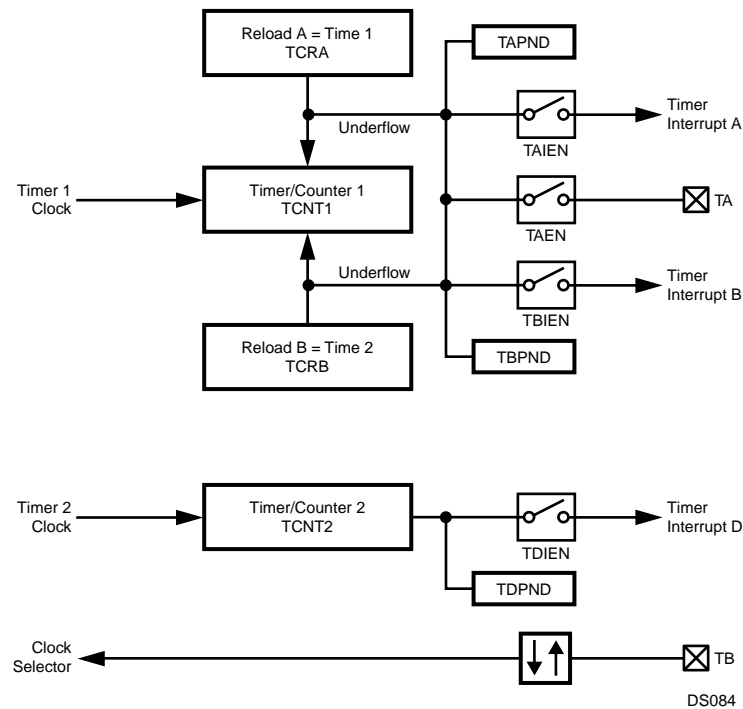 Reload A = Time 1
TCRA
TAPND
Underflow
TAIEN
Timer
Interrupt A
Timer 1
Clock
Timer/Counter 1
TCNT1
TAEN
TA
Underflow
TBIEN
Timer
Interrupt B
Reload B = Time 2
TCRB
TBPND
Timer 2
Clock
Timer/Counter 2
TCNT2
TDIEN
Timer
Interrupt D
TDPND
Clock
Selector
TB
DS084